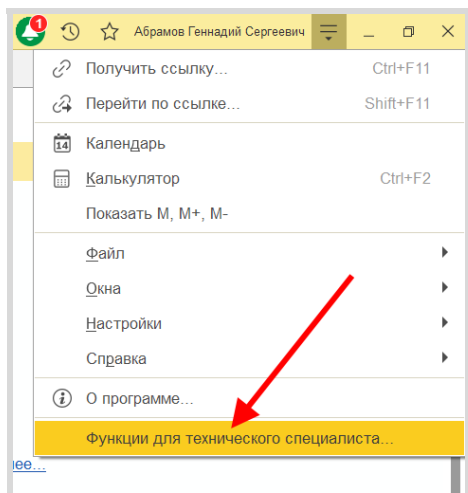 1
Абрамов Геннадий Сергеевич
Получить ссылку... Ctrl+F11
Перейти по ссылке... Shift+F11
14 Календарь
Калькулятор Ctrl+F2
Показать M, M+, M-
Файл
Окна
Настройки
Справка
i О программе...
Функции для технического специалиста...
нее...